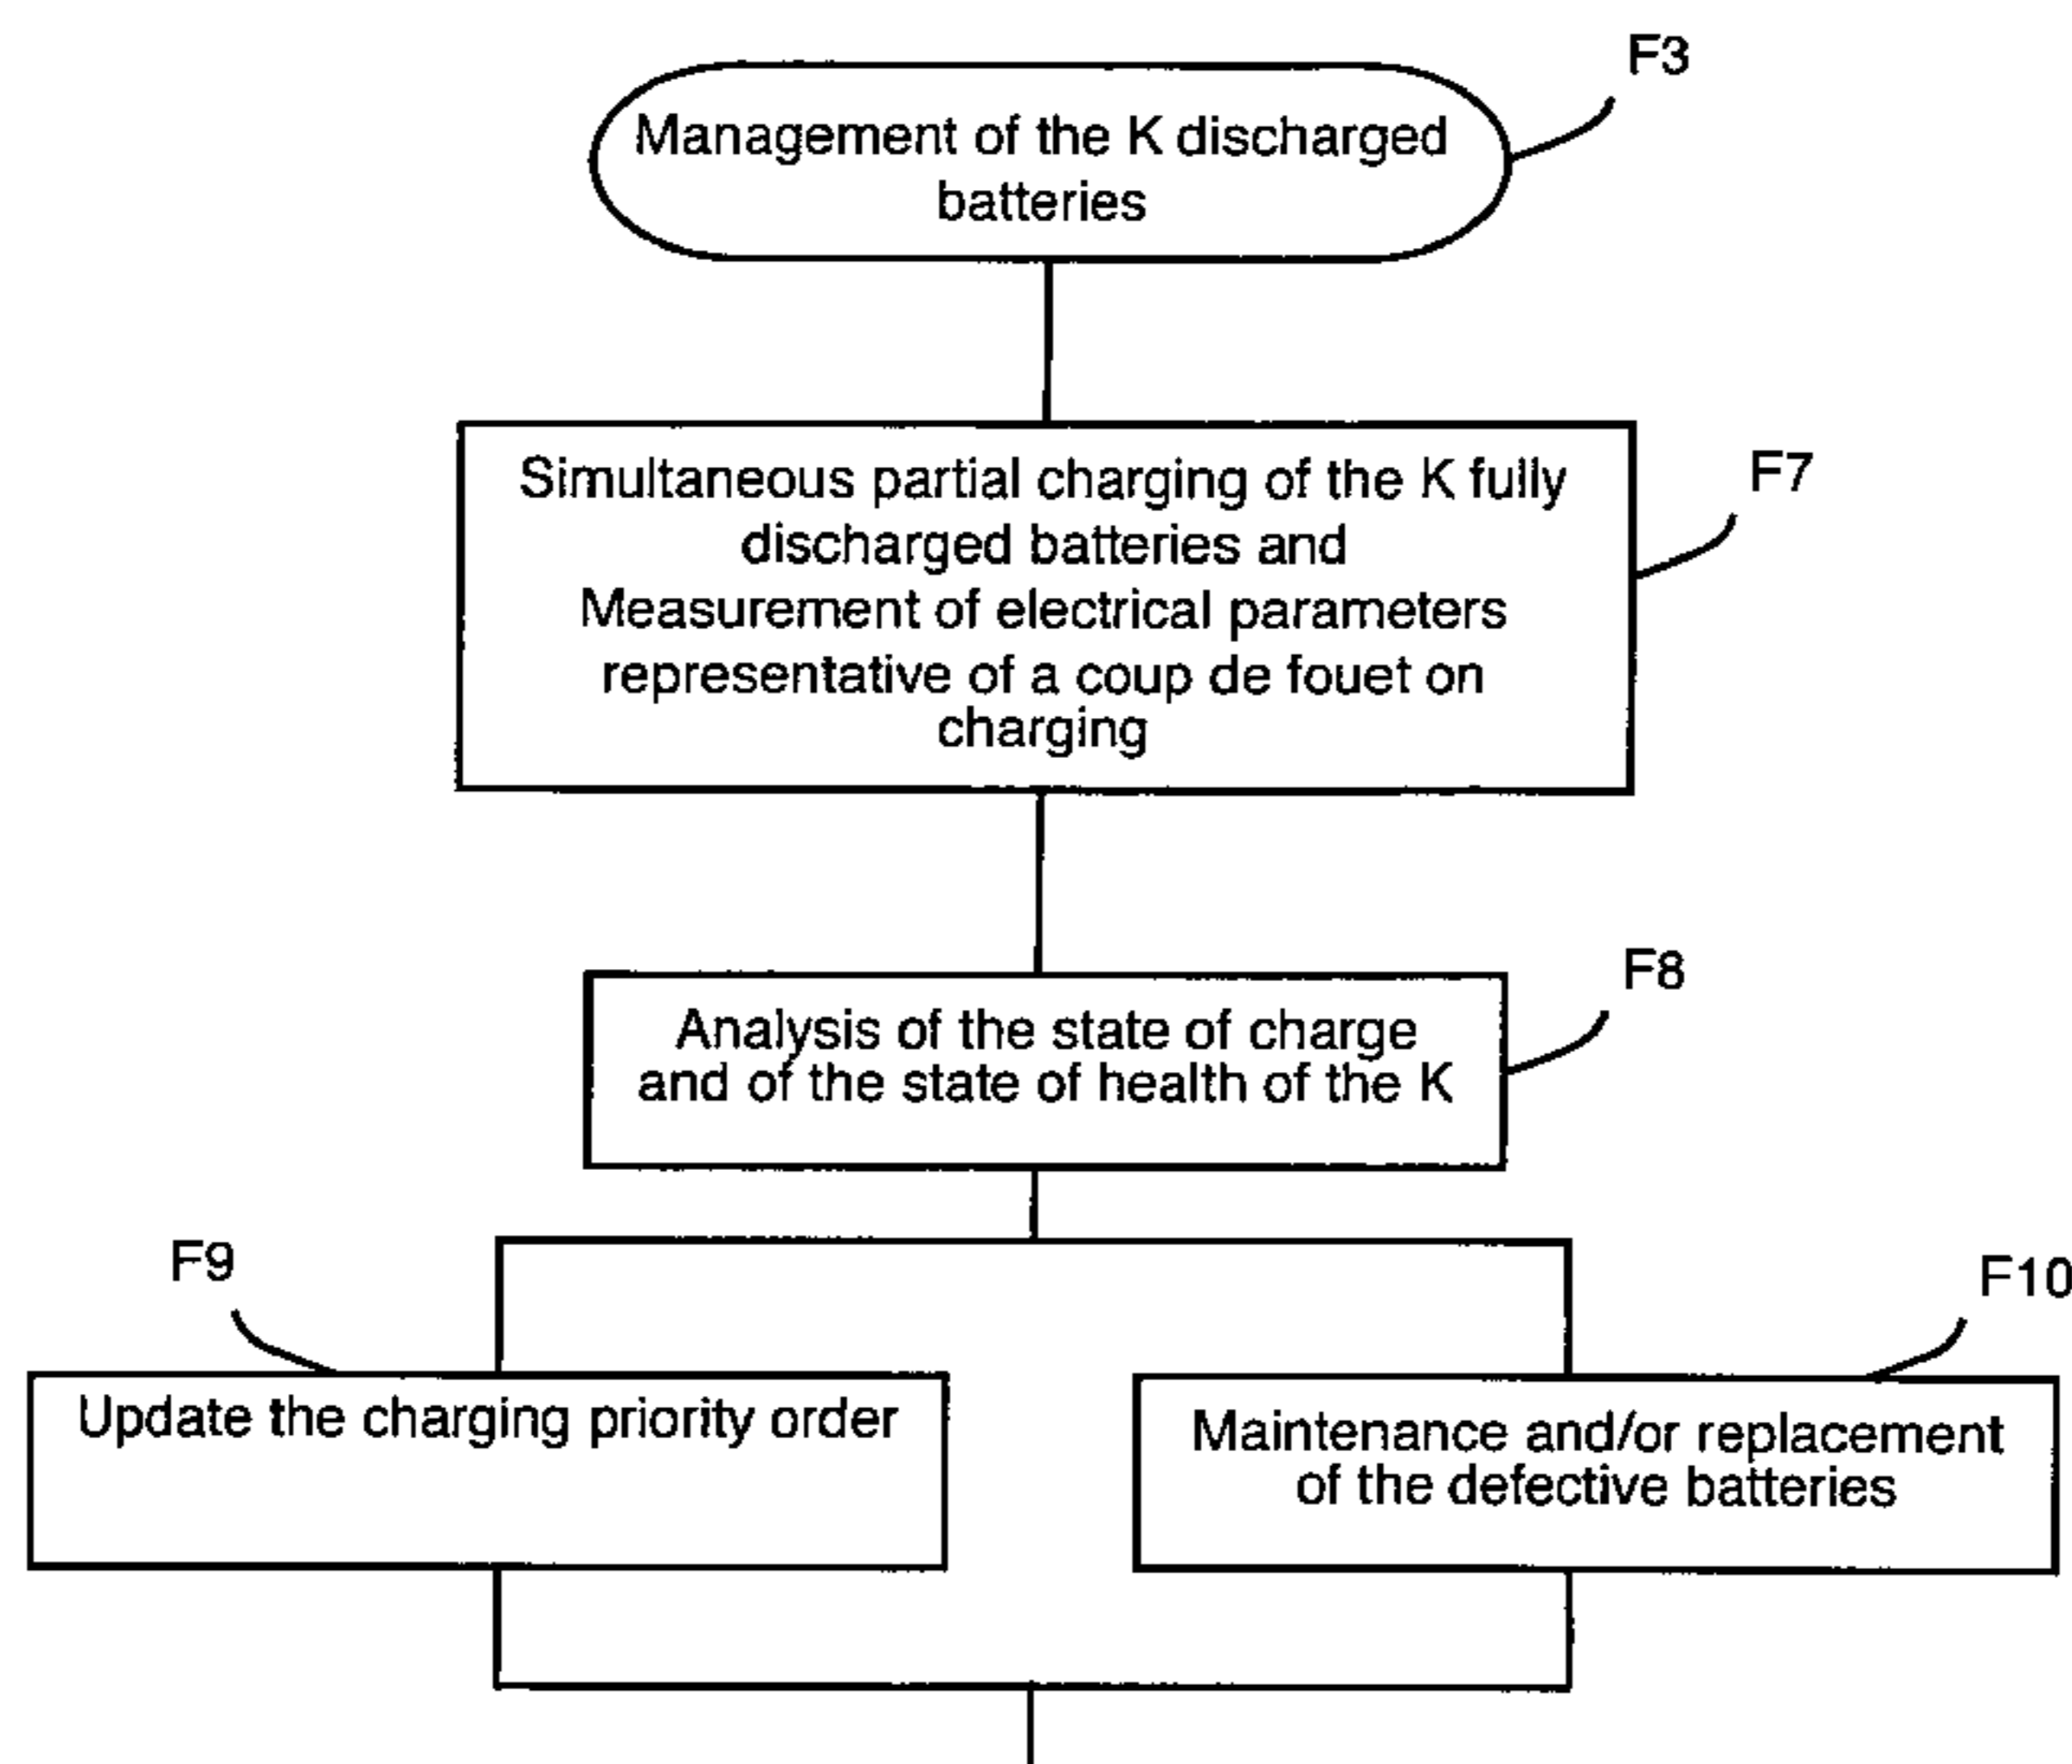 F3
Management of the K discharged
batteries
F7
Simultaneous partial charging of the K fully
discharged batteries and
Measurement of electrical parameters
representative of a coup de fouet on
charging
F8
Analysis of the state of charge
and of the state of health of the K
F9
Update the charging priority order
F10
Maintenance and/or replacement
of the defective batteries